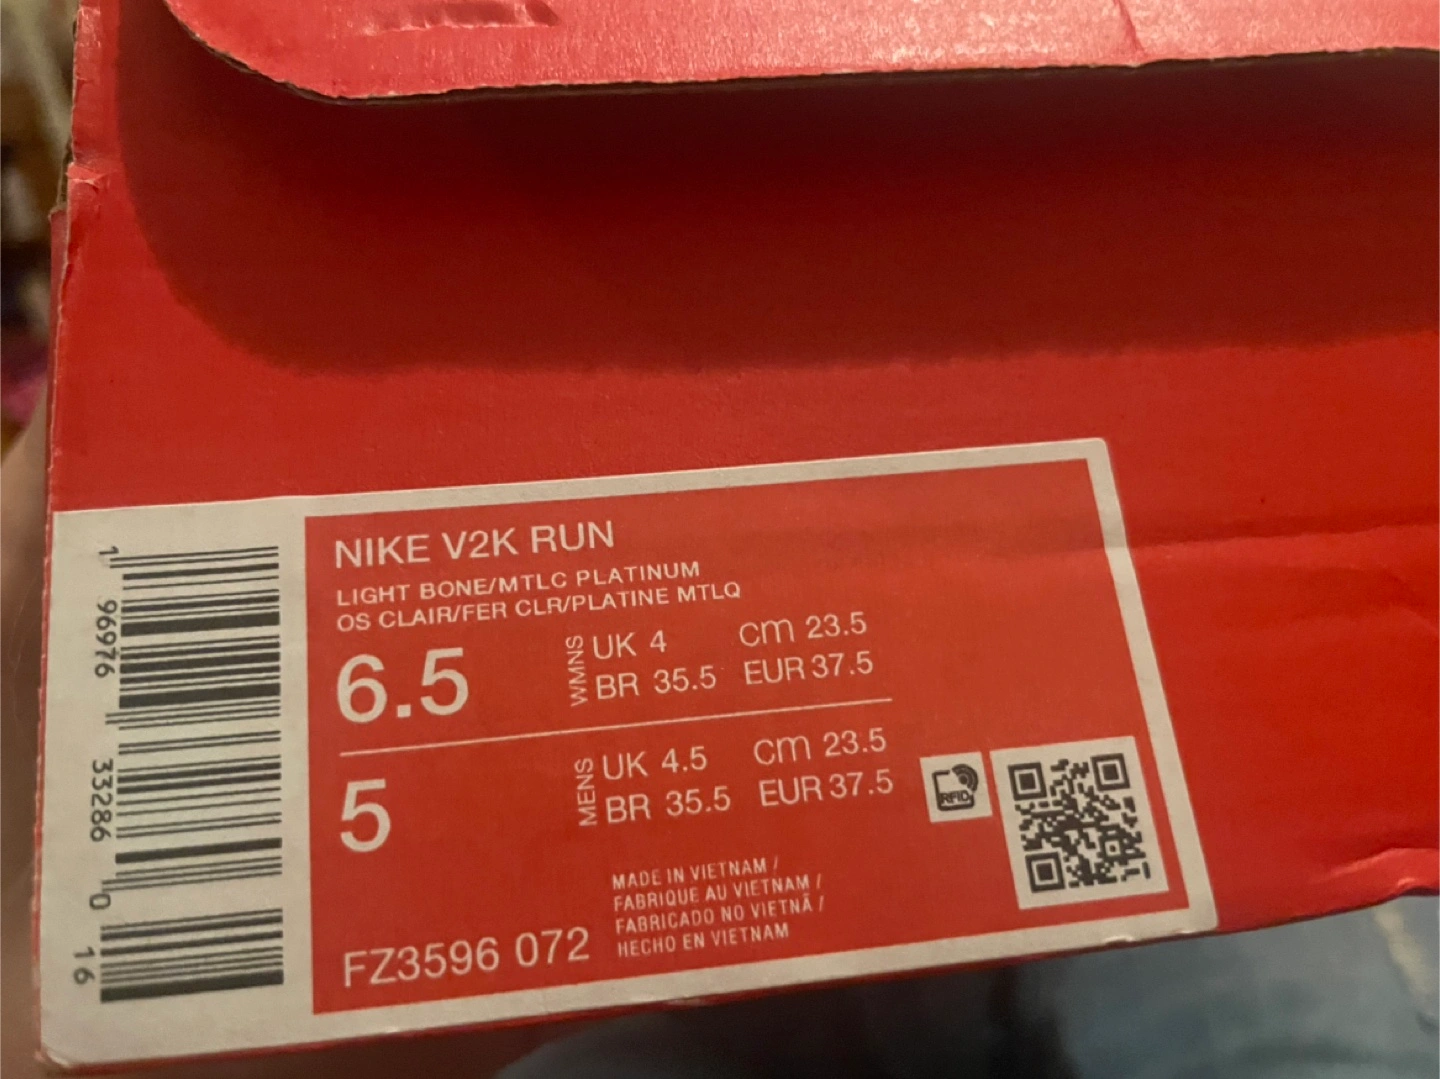 NIKE V2K RUN
LIGHT BONE/MTLC PLATINUM
OS CLAIR/FER CLR/PLATINE MTLQ
6.5 WMNS UK 4 cm 23.5
BR 35.5 EUR 37.5
5 MENS UK 4.5 cm 23.5
BR 35.5 EUR 37.5
RFID
MADE IN VIETNAM /
FABRIQUE AU VIETNAM /
FABRICADO NO VIETNÃ /
HECHO EN VIETNAM
FZ3596 072
1 96976 33286 0 16